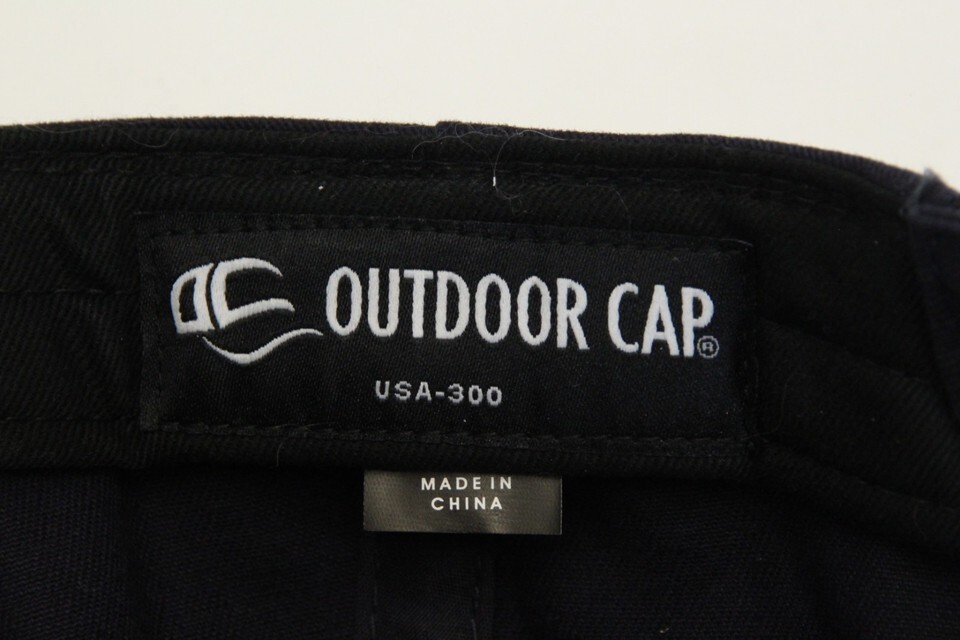 OUTDOOR CAP®
USA-300
MADE IN
CHINA